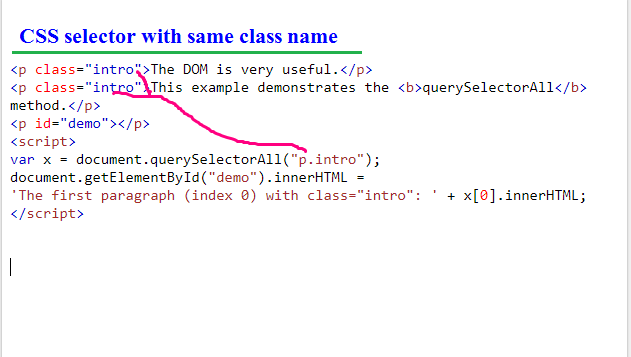 CSS selector with same class name
<p class="intro">The DOM is very useful.</p>
<p class="intro">This example demonstrates the <b>querySelectorAll</b>
method.</p>
<p id="demo"></p>
<script>
var x = document.querySelectorAll("p.intro");
document.getElementById("demo").innerHTML =
'The first paragraph (index 0) with class="intro": ' + x[0].innerHTML;
</script>